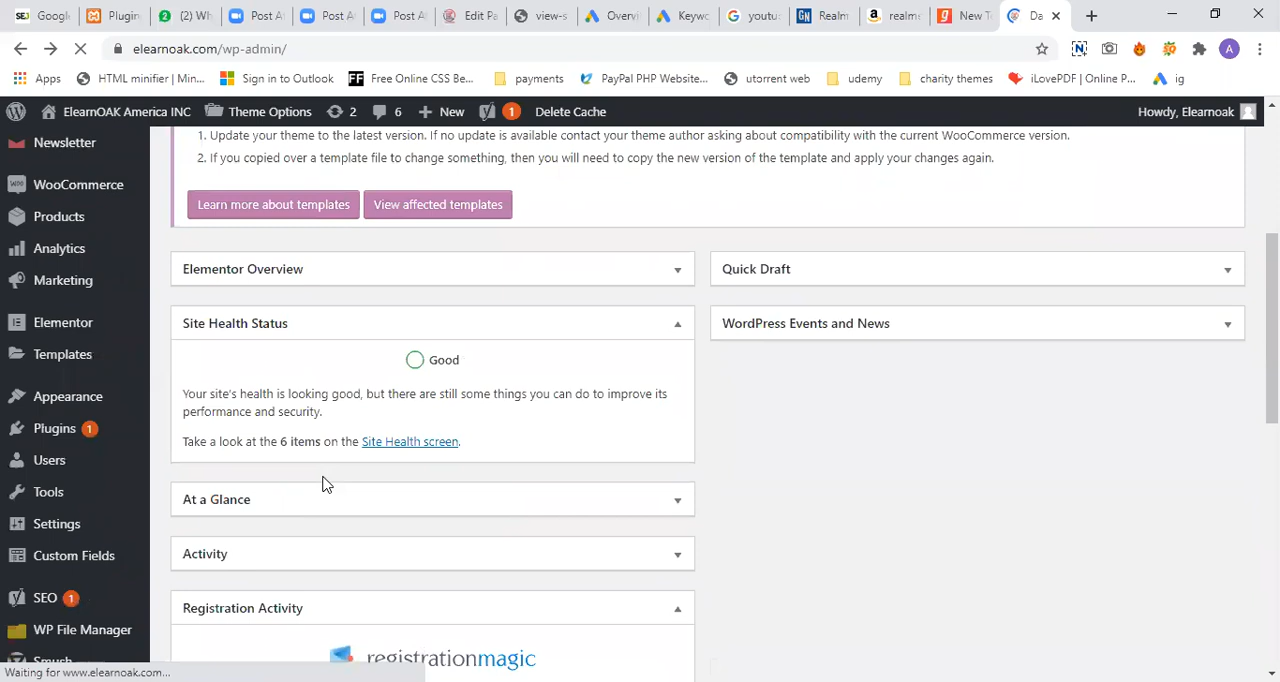 Google
Plugin
(2) Wh
Post A
Post A
Post A
Edit Pa
view-s
Overvi
Keywo
youtu
Realm
realm
New T
Da
elearnoak.com/wp-admin/
A
Apps
HTML minifier | Min...
Sign in to Outlook
Free Online CSS Be...
payments
PayPal PHP Website...
utorrent web
udemy
charity themes
iLovePDF | Online P...
ig
ElearnOAK America INC
Theme Options
2
6
New
1
Delete Cache
Howdy, Elearnoak
Newsletter
WooCommerce
Products
Analytics
Marketing
Elementor
Templates
Appearance
Plugins 1
Users
Tools
Settings
Custom Fields
SEO 1
WP File Manager
Smush
1. Update your theme to the latest version. If no update is available contact your theme author asking about compatibility with the current WooCommerce version.
2. If you copied over a template file to change something, then you will need to copy the new version of the template and apply your changes again.
Learn more about templates
View affected templates
Elementor Overview
Quick Draft
Site Health Status
WordPress Events and News
Good
Your site's health is looking good, but there are still some things you can do to improve its
performance and security.
Take a look at the 6 items on the Site Health screen.
At a Glance
Activity
Registration Activity
registrationmagic
Waiting for www.elearnoak.com...